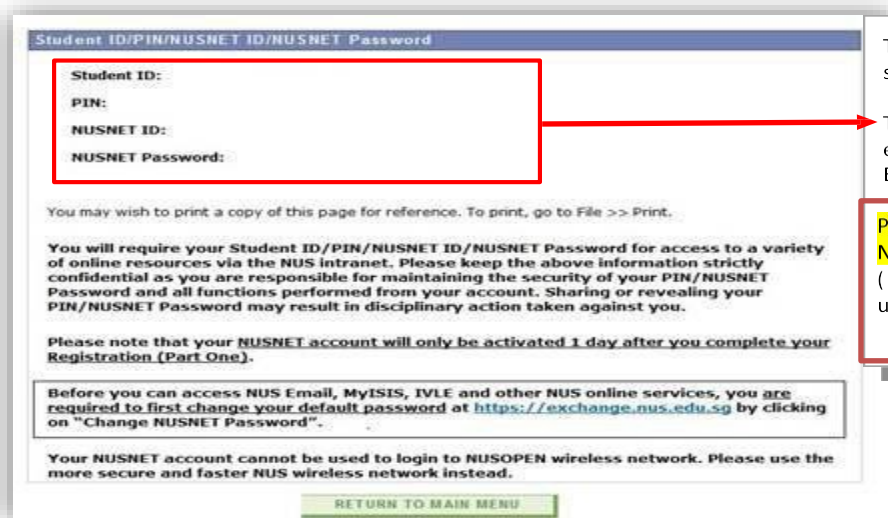 Student ID/PIN/NUSNET ID/NUSNET Password
Student ID:
PIN:
NUSNET ID:
NUSNET Password:
You may wish to print a copy of this page for reference. To print, go to File >> Print.
You will require your Student ID/PIN/NUSNET ID/NUSNET Password for access to a variety
of online resources via the NUS intranet. Please keep the above information strictly
confidential as you are responsible for maintaining the security of your PIN/NUSNET
Password and all functions performed from your account. Sharing or revealing your
PIN/NUSNET Password may result in disciplinary action taken against you.
Please note that your NUSNET account will only be activated 1 day after you complete your
Registration (Part One).
Before you can access NUS Email, MyISIS, IVLE and other NUS online services, you are
required to first change your default password at https://exchange.nus.edu.sg by clicking
on "Change NUSNET Password".
Your NUSNET account cannot be used to login to NUSOPEN wireless network. Please use the
more secure and faster NUS wireless network instead.
RETURN TO MAIN MENU